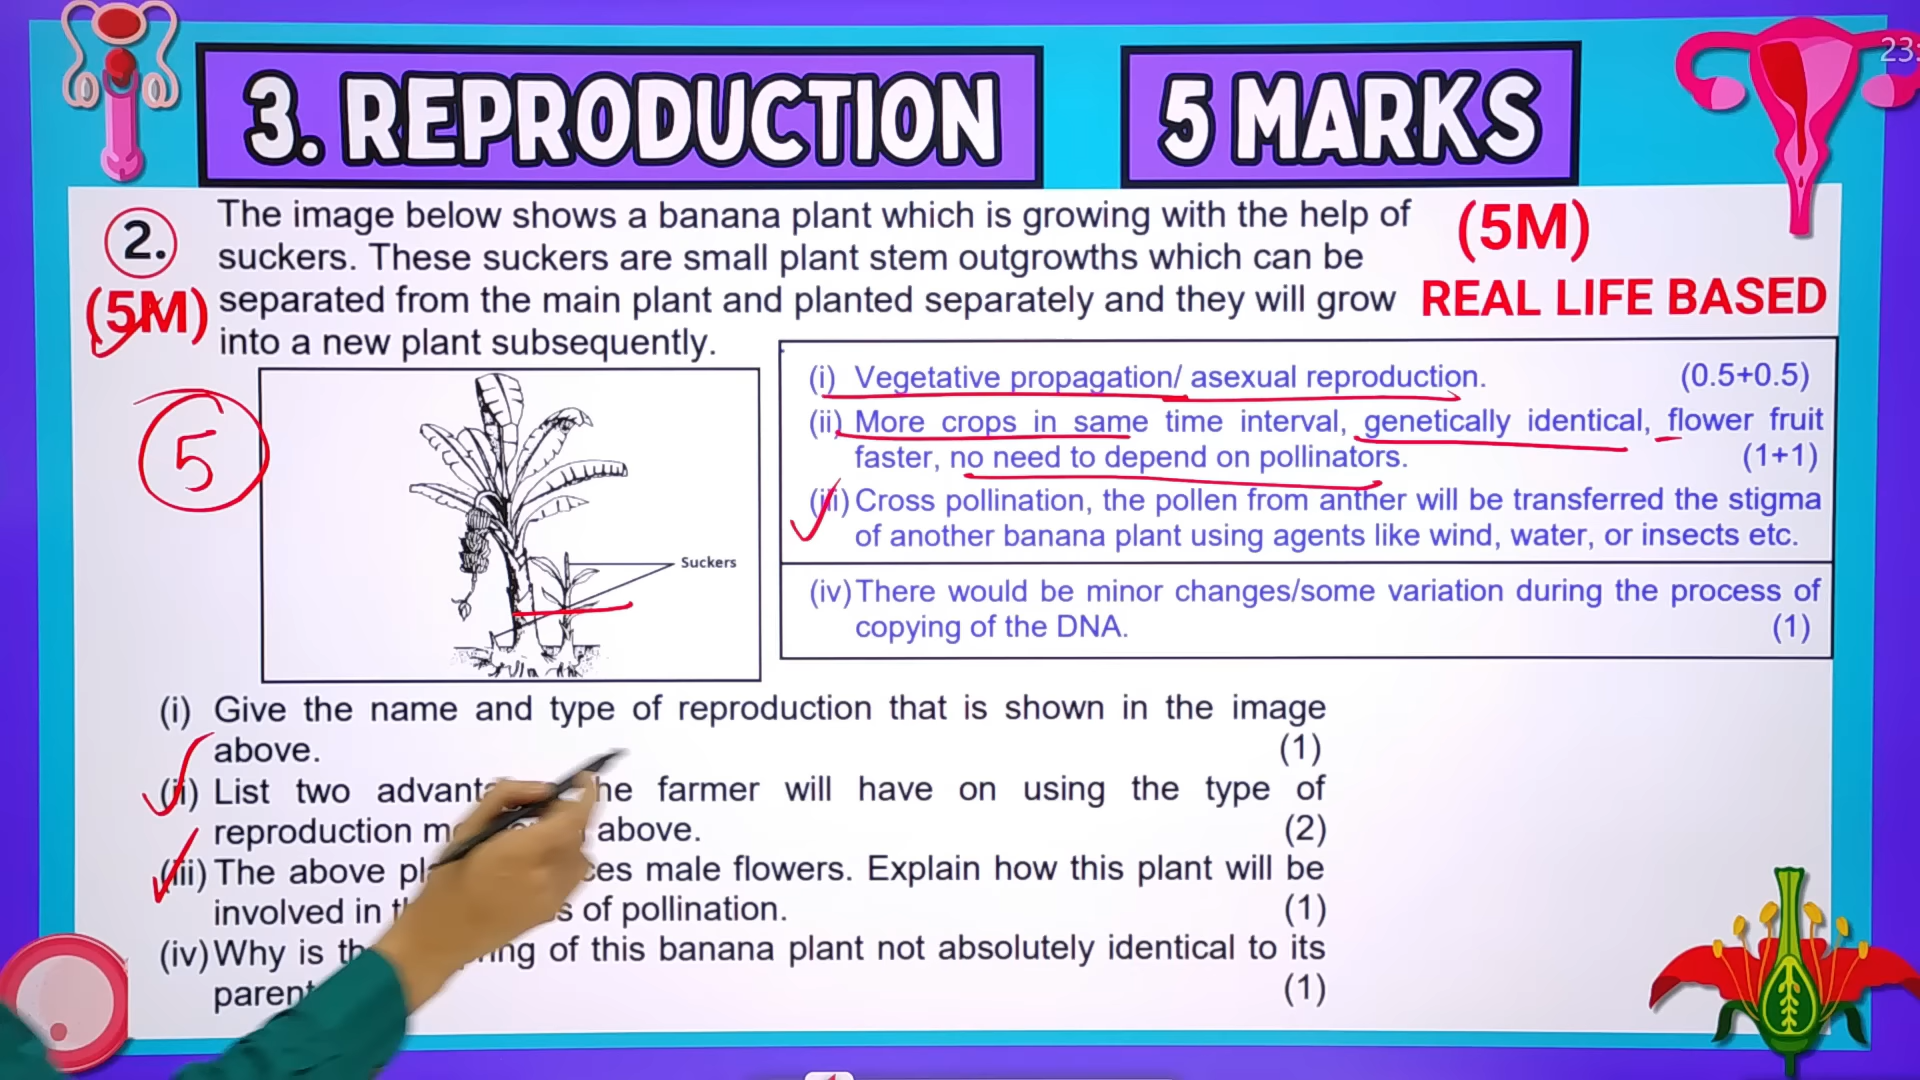 23:
3. REPRODUCTION
5 MARKS
2.
(5M)
The image below shows a banana plant which is growing with the help of
suckers. These suckers are small plant stem outgrowths which can be
separated from the main plant and planted separately and they will grow
into a new plant subsequently.
(5M)
REAL LIFE BASED
5
Suckers
(i) Vegetative propagation/ asexual reproduction. (0.5+0.5)
(ii) More crops in same time interval, genetically identical, flower fruit
faster, no need to depend on pollinators. (1+1)
(iii) Cross pollination, the pollen from anther will be transferred the stigma
of another banana plant using agents like wind, water, or insects etc.
(iv) There would be minor changes/some variation during the process of
copying of the DNA. (1)
(i) Give the name and type of reproduction that is shown in the image
above. (1)
(ii) List two the farmer will have on using the type of
reproduction above. (2)
(iii) The above male flowers. Explain how this plant will be
involved in of pollination. (1)
(iv) Why is of this banana plant not absolutely identical to its
(1)